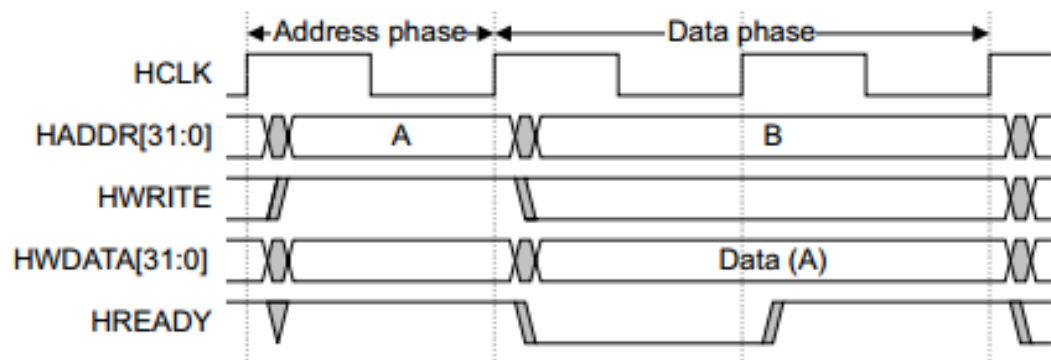 Address phase Data phase
HCLK
HADDR[31:0] A B
HWRITE
HWDATA[31:0] Data (A)
HREADY